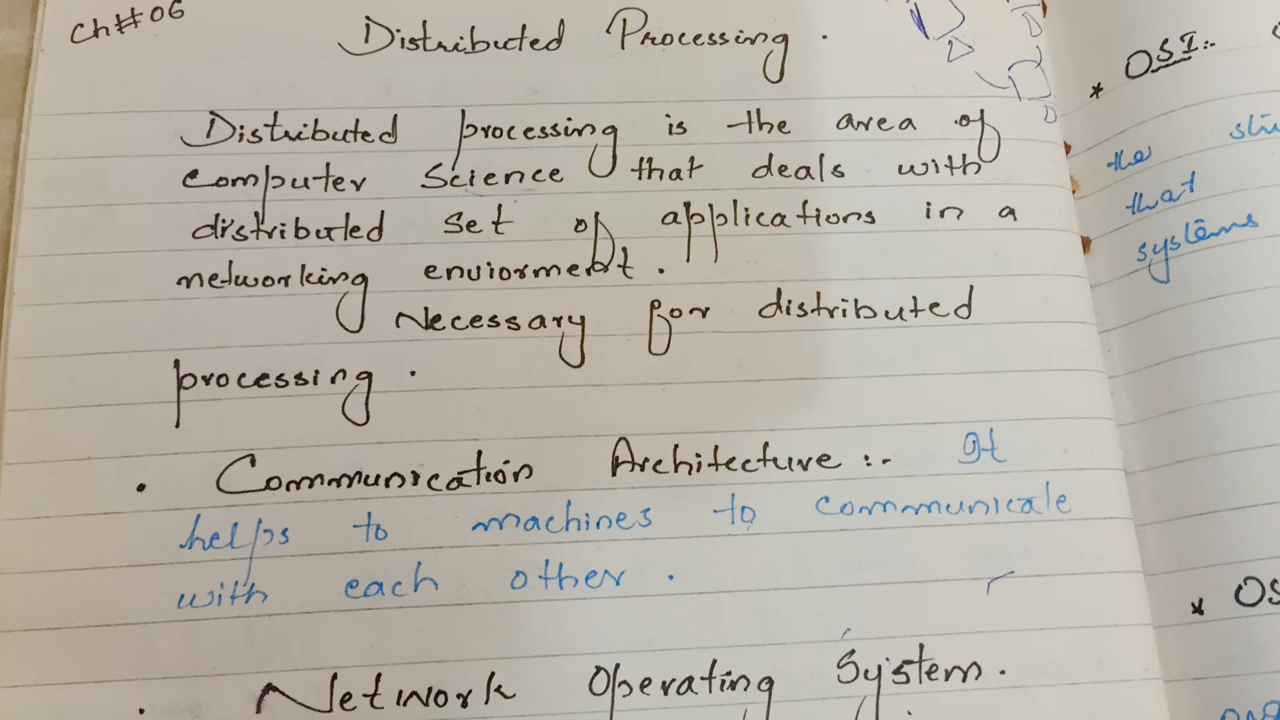 Ch#06
Distributed Processing.
Distributed processing is the area of
computer Science that deals with
distributed set of applications in a
networking enviorment.
Necessary for distributed
processing.
• Communication Architecture :- It
helps to machines to communicate
with each other.
• Network Operating System.
* OSI:-
the
that
systems
* OS